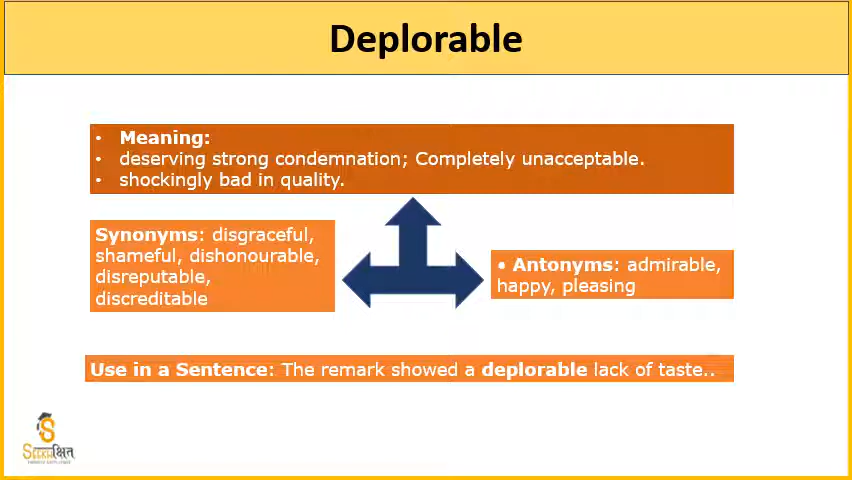 Deplorable
• Meaning:
• deserving strong condemnation; Completely unacceptable.
• shockingly bad in quality.
Synonyms: disgraceful,
shameful, dishonourable,
disreputable,
discreditable
• Antonyms: admirable,
happy, pleasing
Use in a Sentence: The remark showed a deplorable lack of taste..